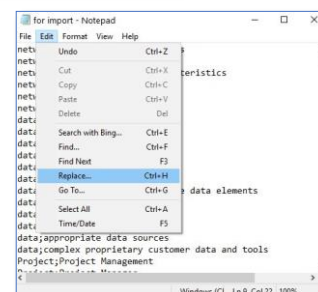 for import - Notepad
File Edit Format View Help
Undo Ctrl+Z
Cut Ctrl+X
Copy Ctrl+C
Paste Ctrl+V
Delete Del
Search with Bing... Ctrl+E
Find... Ctrl+F
Find Next F3
Replace... Ctrl+H
Go To... Ctrl+G
Select All Ctrl+A
Time/Date F5
teristics
data elements
data;appropriate data sources
data;complex proprietary customer data and tools
Project;Project Management
Windows (C Ln 9, Col 22 100%